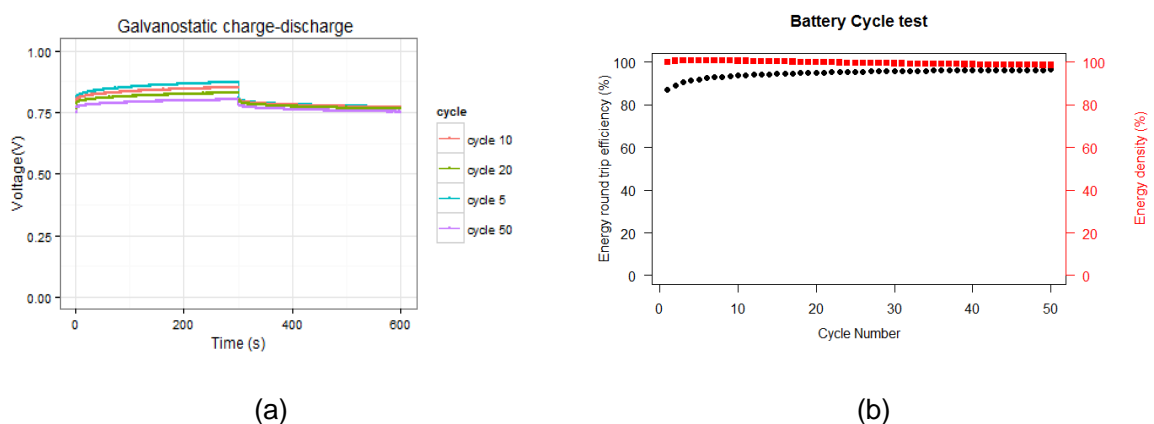 Galvanostatic charge-discharge
1.00
0.75
0.50
0.25
0.00
Voltage(V)
0 200 400 600
Time (s)
cycle
cycle 10
cycle 20
cycle 5
cycle 50
(a)
Battery Cycle test
100
80
60
40
20
0
Energy round trip efficiency (%)
0 10 20 30 40 50
Cycle Number
100
80
60
40
20
0
Energy density (%)
(b)